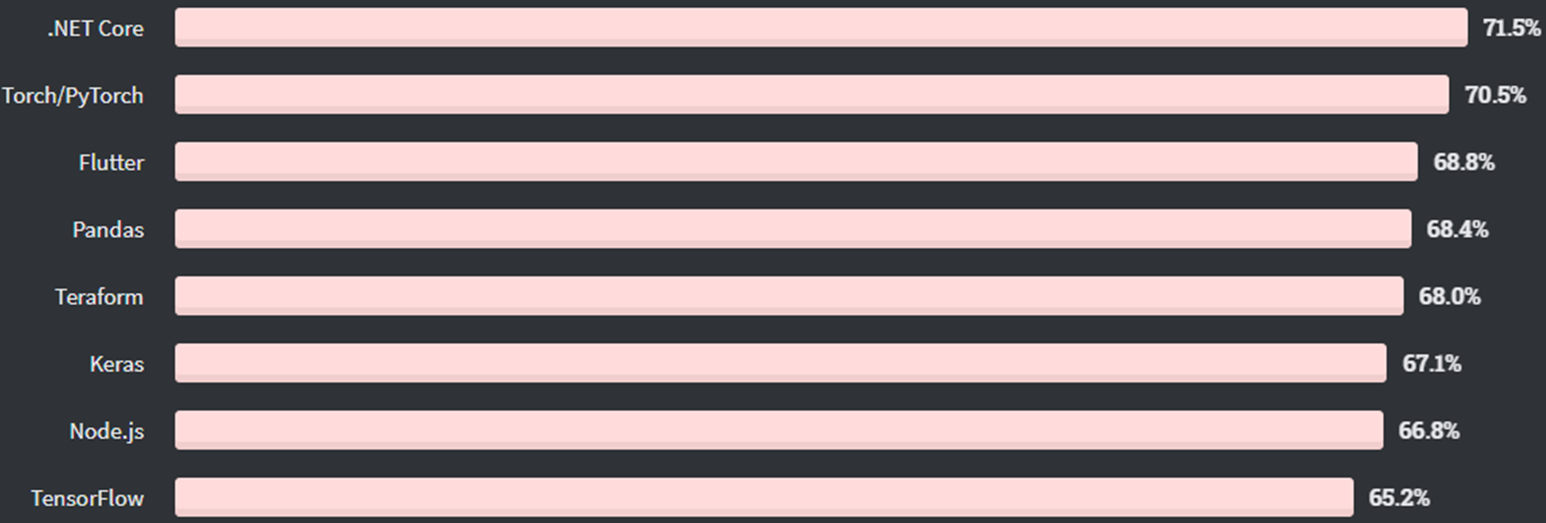 .NET Core 71.5%
Torch/PyTorch 70.5%
Flutter 68.8%
Pandas 68.4%
Teraform 68.0%
Keras 67.1%
Node.js 66.8%
TensorFlow 65.2%